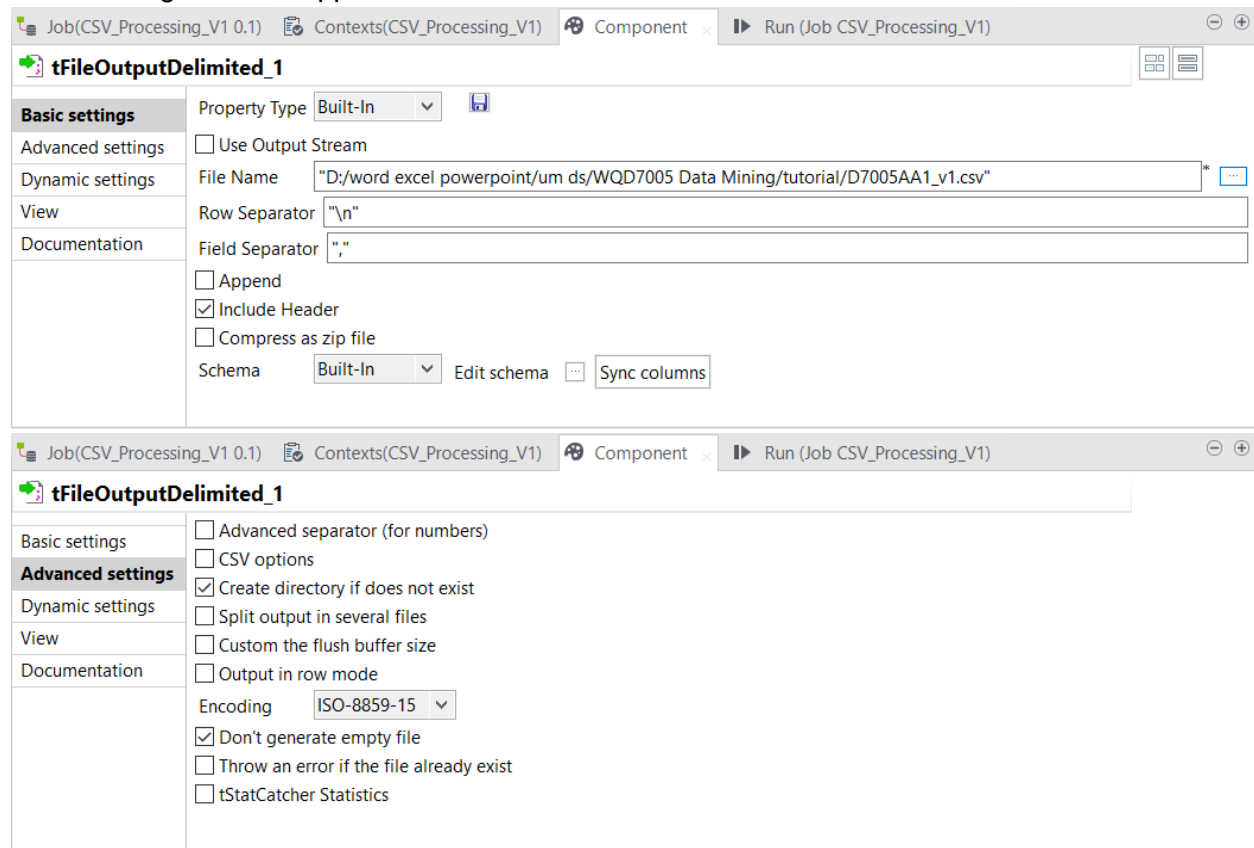 Job(CSV_Processing_V1 0.1) Contexts(CSV_Processing_V1) Component Run (Job CSV_Processing_V1)
tFileOutputDelimited_1
Basic settings
Advanced settings
Dynamic settings
View
Documentation
Property Type Built-In
Use Output Stream
File Name "D:/word excel powerpoint/um ds/WQD7005 Data Mining/tutorial/D7005AA1_v1.csv" * ...
Row Separator "\n"
Field Separator ","
Append
Include Header
Compress as zip file
Schema Built-In Edit schema ... Sync columns
Job(CSV_Processing_V1 0.1) Contexts(CSV_Processing_V1) Component Run (Job CSV_Processing_V1)
tFileOutputDelimited_1
Basic settings
Advanced settings
Dynamic settings
View
Documentation
Advanced separator (for numbers)
CSV options
Create directory if does not exist
Split output in several files
Custom the flush buffer size
Output in row mode
Encoding ISO-8859-15
Don't generate empty file
Throw an error if the file already exist
tStatCatcher Statistics